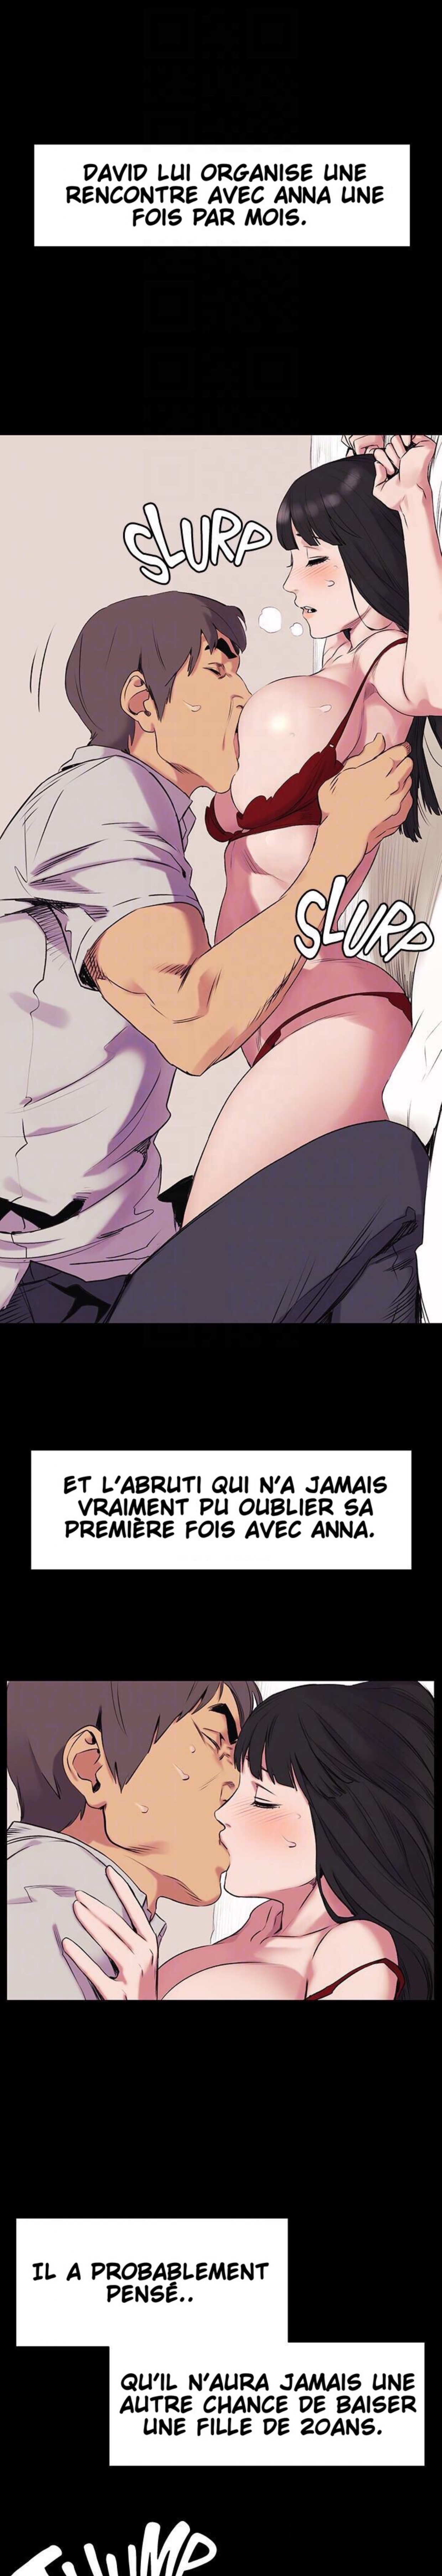 DAVID LUI ORGANISE UNE
RENCONTRE AVEC ANNA UNE
FOIS PAR MOIS.
SLURP
SLURP
ET L'ABRUTI QUI N'A JAMAIS
VRAIMENT PU OUBLIER SA
PREMIÈRE FOIS AVEC ANNA.
IL A PROBABLEMENT
PENSÉ..
QU'IL N'AURA JAMAIS UNE
AUTRE CHANCE DE BAISER
UNE FILLE DE 20ANS.